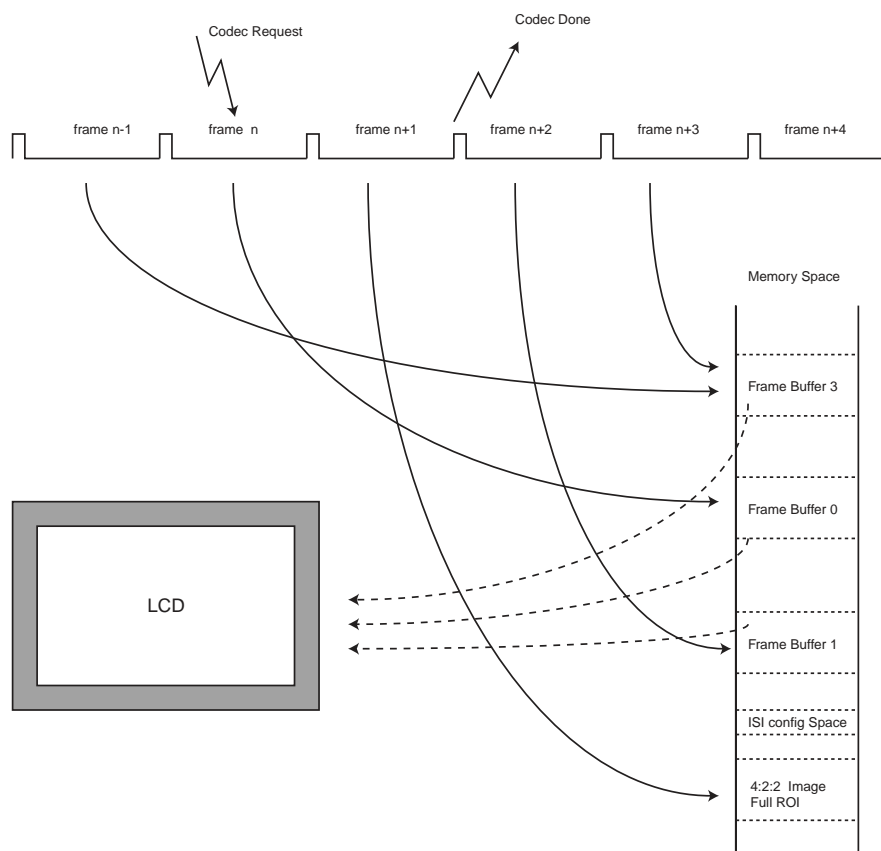 Codec Request
Codec Done
frame n-1
frame n
frame n+1
frame n+2
frame n+3
frame n+4
Memory Space
Frame Buffer 3
Frame Buffer 0
LCD
Frame Buffer 1
ISI config Space
4:2:2 Image
Full ROI